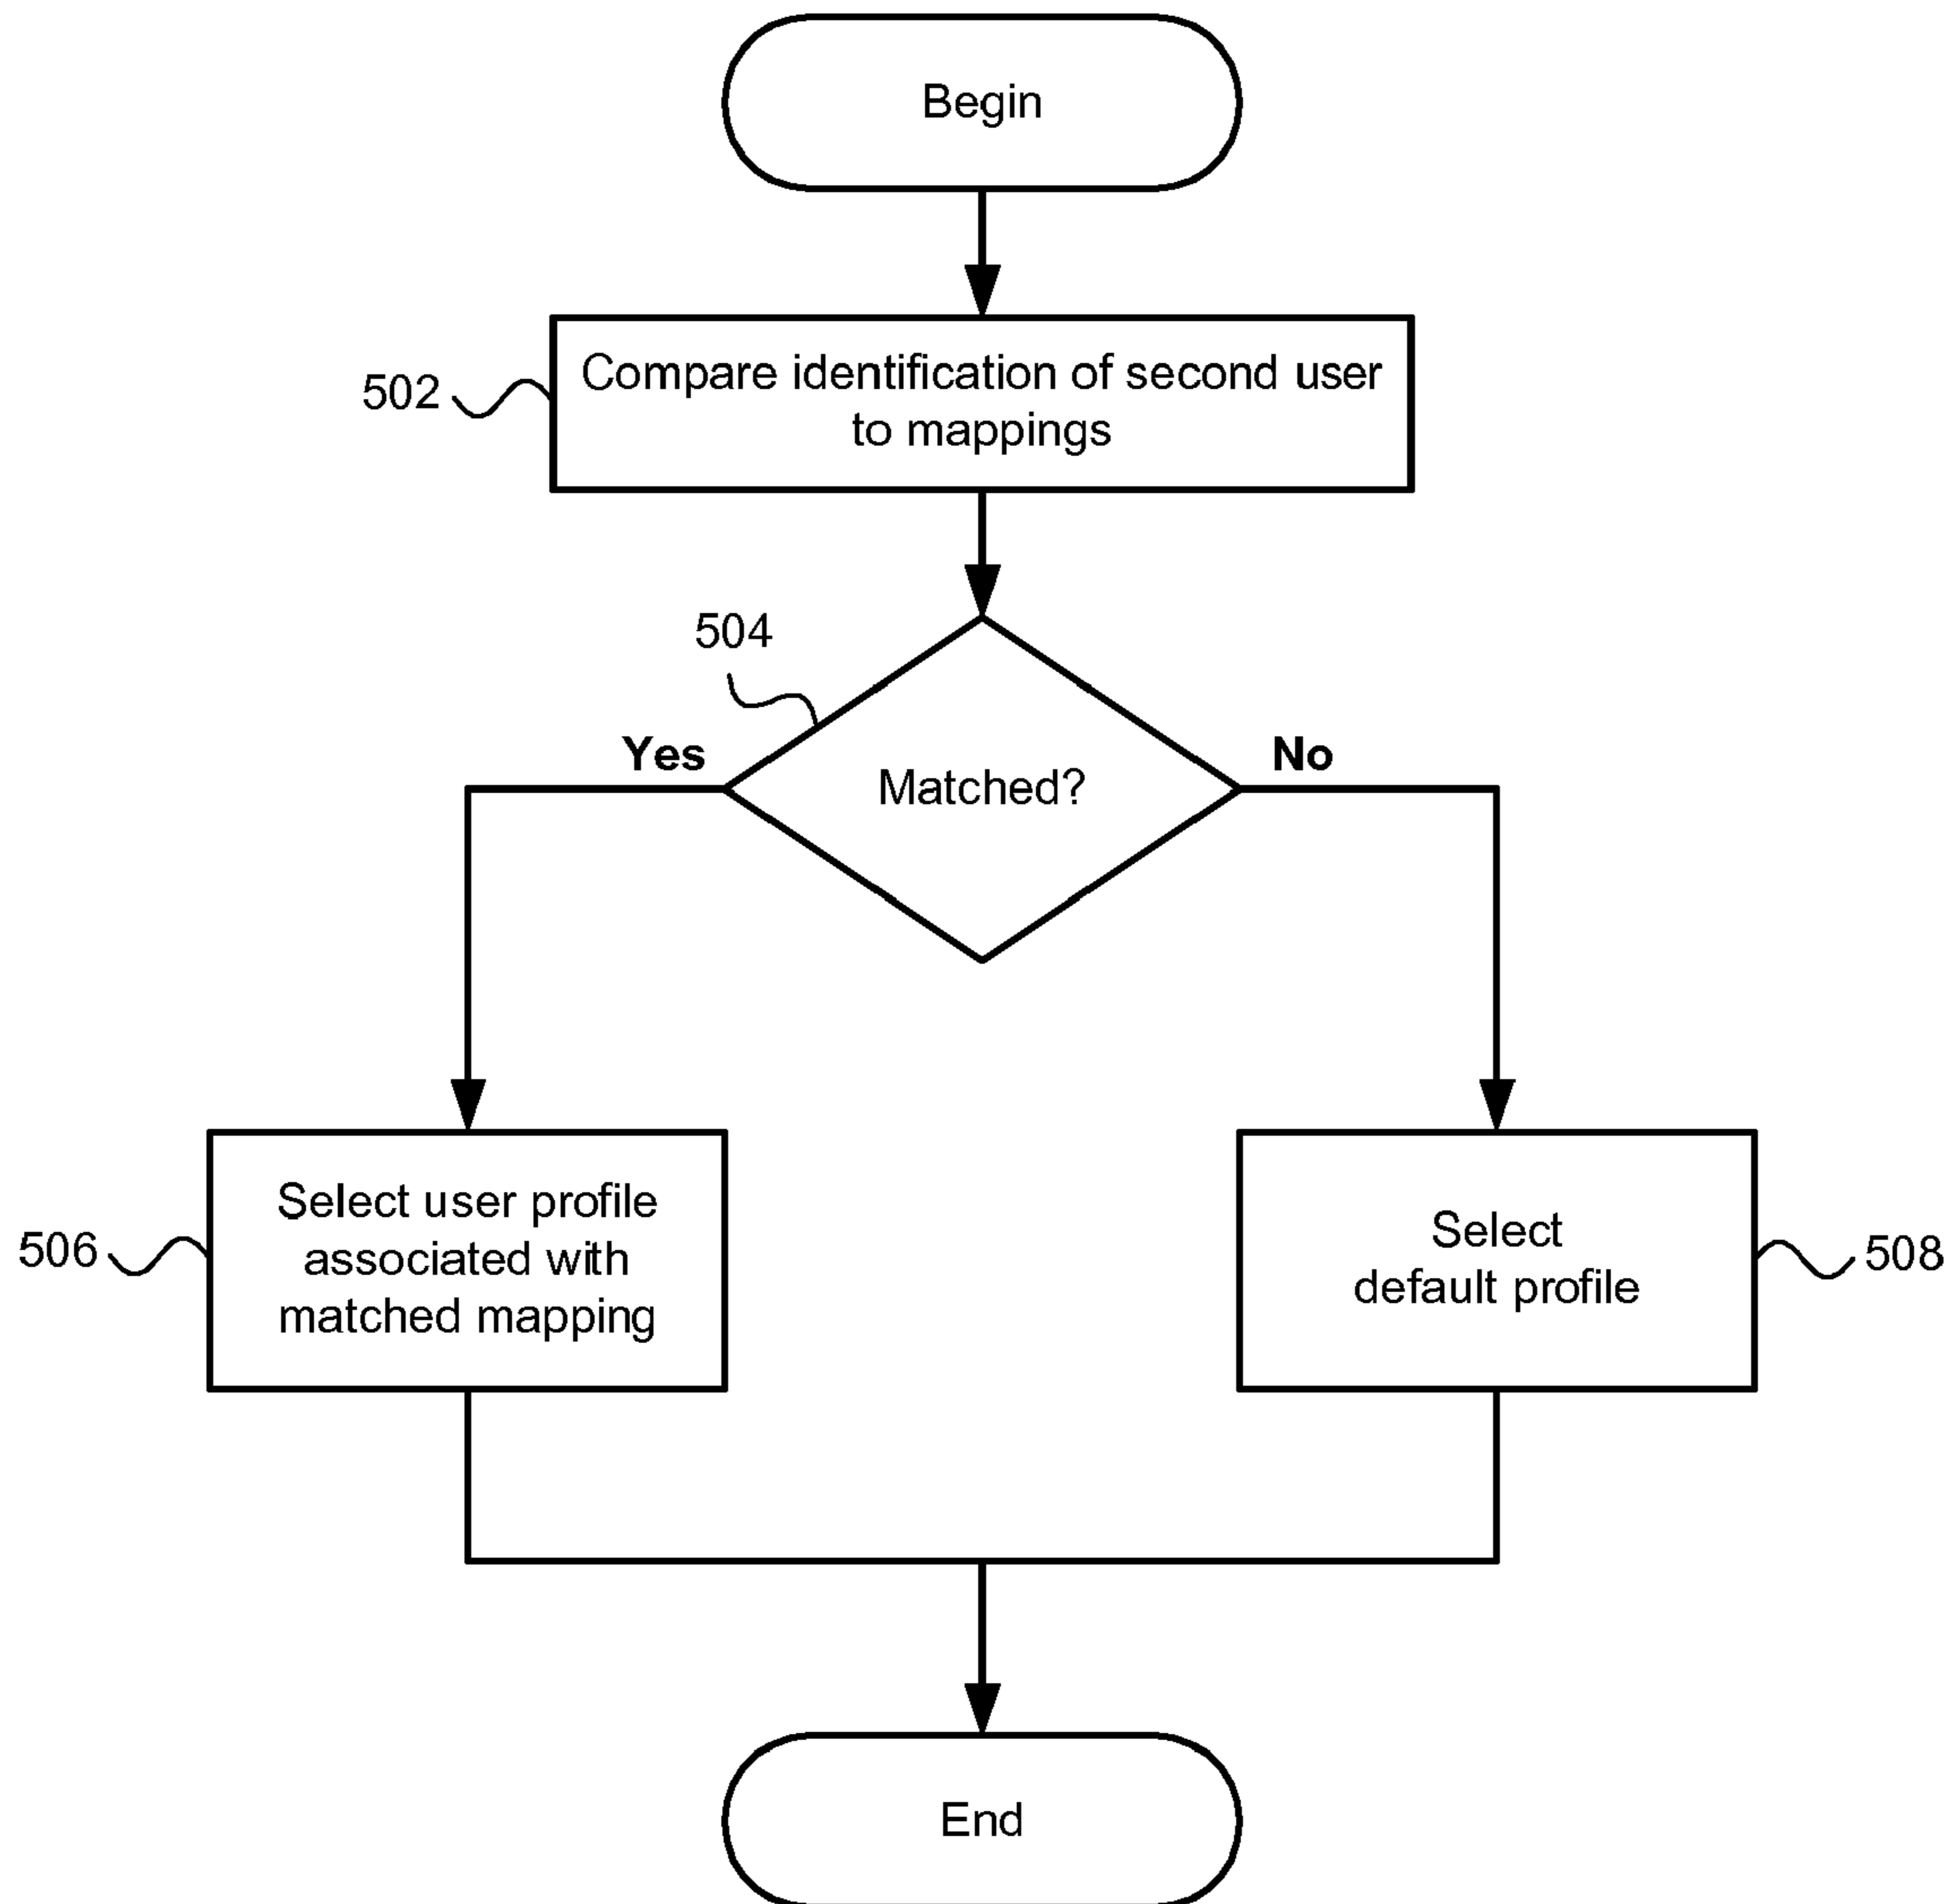 Begin
502
Compare identification of second user
to mappings
504
Yes
No
Matched?
506
Select user profile
associated with
matched mapping
Select
default profile
508
End